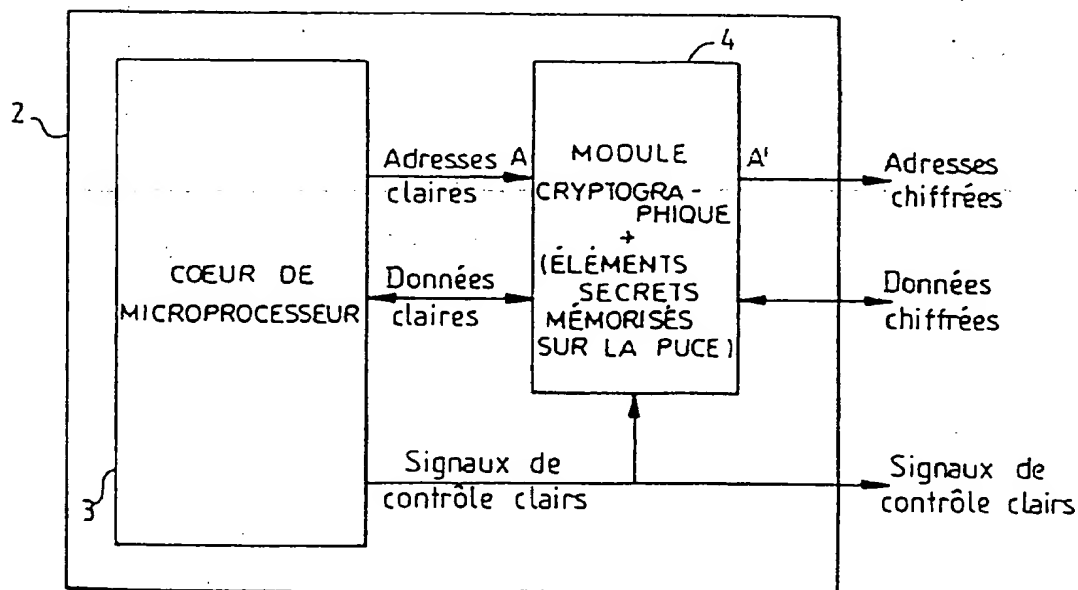 4
2
Adresses A
claires
MODULE
CRYPTOGRA-
PHIQUE
+
(ÉLÉMENTS
SECRETS
MÉMORISÉS
SUR LA PUCE)
A'
Adresses
chiffrées
CŒUR DE
MICROPROCESSEUR
Données
claires
Données
chiffrées
3
Signaux de
contrôle clairs
Signaux de
contrôle clairs